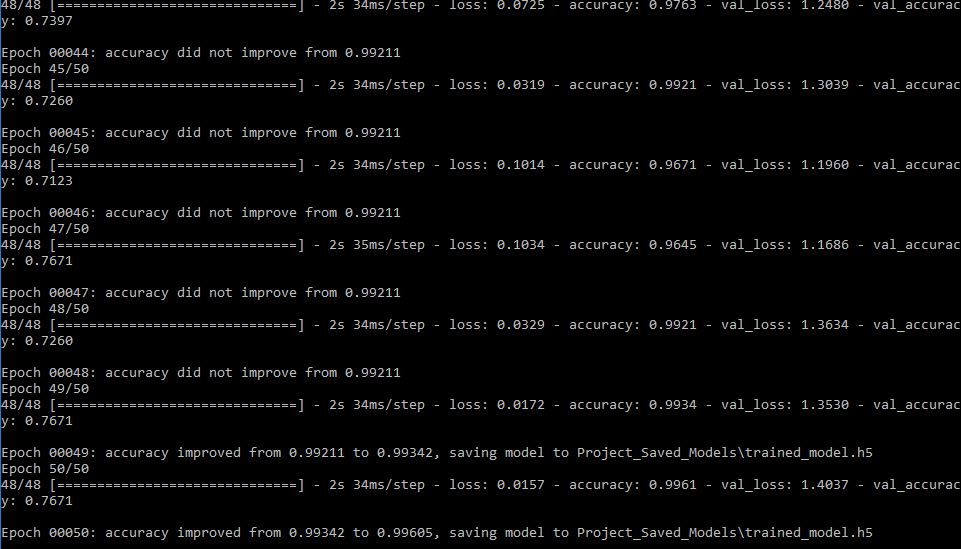 48/48 [==============================] - 2s 34ms/step - loss: 0.0725 - accuracy: 0.9763 - val_loss: 1.2480 - val_accurac
y: 0.7397
Epoch 00044: accuracy did not improve from 0.99211
Epoch 45/50
48/48 [==============================] - 2s 34ms/step - loss: 0.0319 - accuracy: 0.9921 - val_loss: 1.3039 - val_accurac
y: 0.7260
Epoch 00045: accuracy did not improve from 0.99211
Epoch 46/50
48/48 [==============================] - 2s 34ms/step - loss: 0.1014 - accuracy: 0.9671 - val_loss: 1.1960 - val_accurac
y: 0.7123
Epoch 00046: accuracy did not improve from 0.99211
Epoch 47/50
48/48 [==============================] - 2s 35ms/step - loss: 0.1034 - accuracy: 0.9645 - val_loss: 1.1686 - val_accurac
y: 0.7671
Epoch 00047: accuracy did not improve from 0.99211
Epoch 48/50
48/48 [==============================] - 2s 34ms/step - loss: 0.0329 - accuracy: 0.9921 - val_loss: 1.3634 - val_accurac
y: 0.7260
Epoch 00048: accuracy did not improve from 0.99211
Epoch 49/50
48/48 [==============================] - 2s 34ms/step - loss: 0.0172 - accuracy: 0.9934 - val_loss: 1.3530 - val_accurac
y: 0.7671
Epoch 00049: accuracy improved from 0.99211 to 0.99342, saving model to Project_Saved_Models\trained_model.h5
Epoch 50/50
48/48 [==============================] - 2s 34ms/step - loss: 0.0157 - accuracy: 0.9961 - val_loss: 1.4037 - val_accurac
y: 0.7671
Epoch 00050: accuracy improved from 0.99342 to 0.99605, saving model to Project_Saved_Models\trained_model.h5